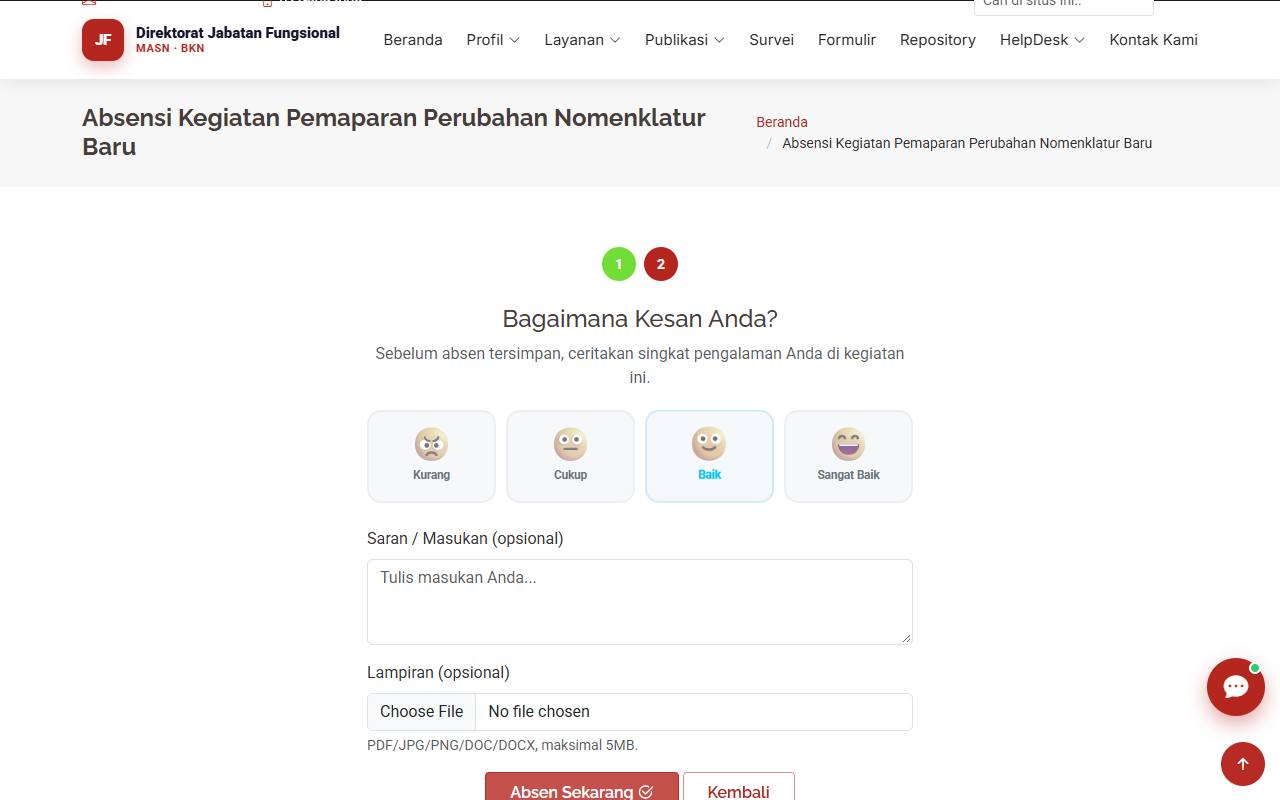 JF
Direktorat Jabatan Fungsional
MASN · BKN
Beranda
Profil
Layanan
Publikasi
Survei
Formulir
Repository
HelpDesk
Kontak Kami
Absensi Kegiatan Pemaparan Perubahan Nomenklatur
Baru
Beranda
/ Absensi Kegiatan Pemaparan Perubahan Nomenklatur Baru
1
2
Bagaimana Kesan Anda?
Sebelum absen tersimpan, ceritakan singkat pengalaman Anda di kegiatan
ini.
Kurang
Cukup
Baik
Sangat Baik
Saran / Masukan (opsional)
Tulis masukan Anda...
Lampiran (opsional)
Choose File
No file chosen
PDF/JPG/PNG/DOC/DOCX, maksimal 5MB.
Absen Sekarang
Kembali